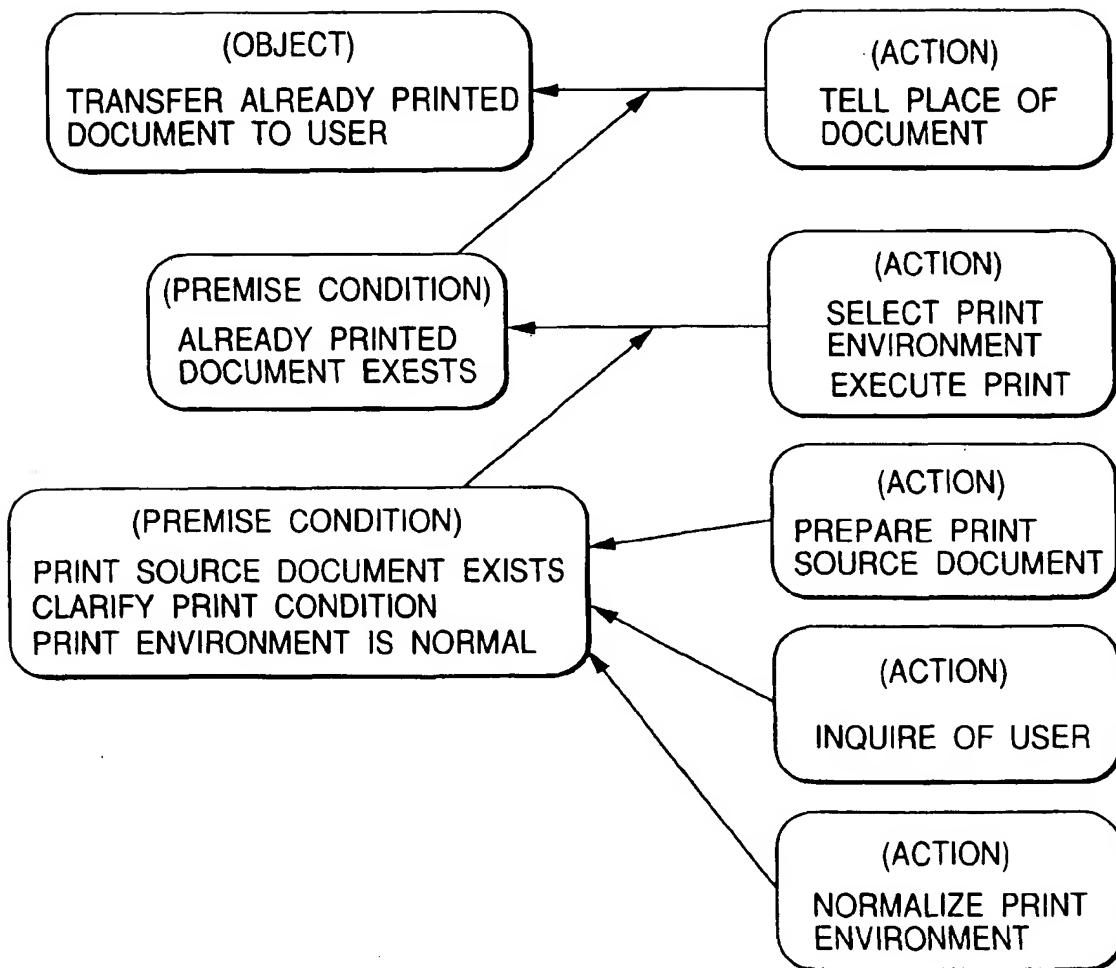 (OBJECT)
TRANSFER ALREADY PRINTED
DOCUMENT TO USER
(ACTION)
TELL PLACE OF
DOCUMENT
(PREMISE CONDITION)
ALREADY PRINTED
DOCUMENT EXESTS
(ACTION)
SELECT PRINT
ENVIRONMENT
EXECUTE PRINT
(PREMISE CONDITION)
PRINT SOURCE DOCUMENT EXISTS
CLARIFY PRINT CONDITION
PRINT ENVIRONMENT IS NORMAL
(ACTION)
PREPARE PRINT
SOURCE DOCUMENT
(ACTION)
INQUIRE OF USER
(ACTION)
NORMALIZE PRINT
ENVIRONMENT